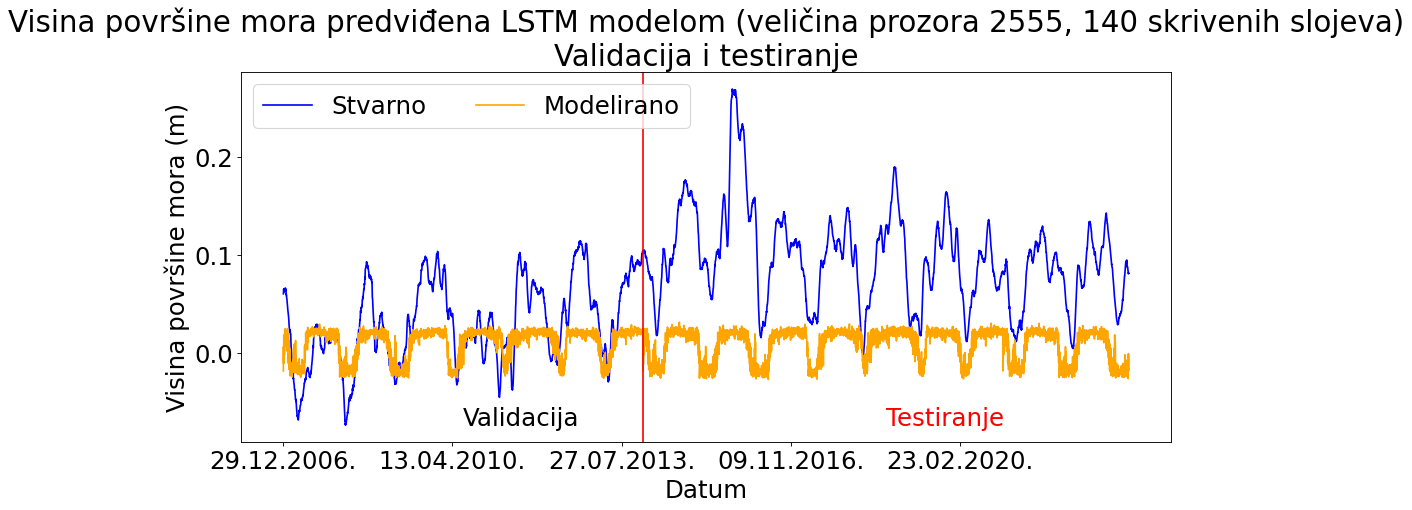 Visina površine mora predviđena LSTM modelom (veličina prozora 2555, 140 skrivenih slojeva)
Validacija i testiranje
Stvarno
Modelirano
Visina površine mora (m)
0.2
0.1
0.0
Validacija
Testiranje
29.12.2006.
13.04.2010.
27.07.2013.
09.11.2016.
23.02.2020.
Datum